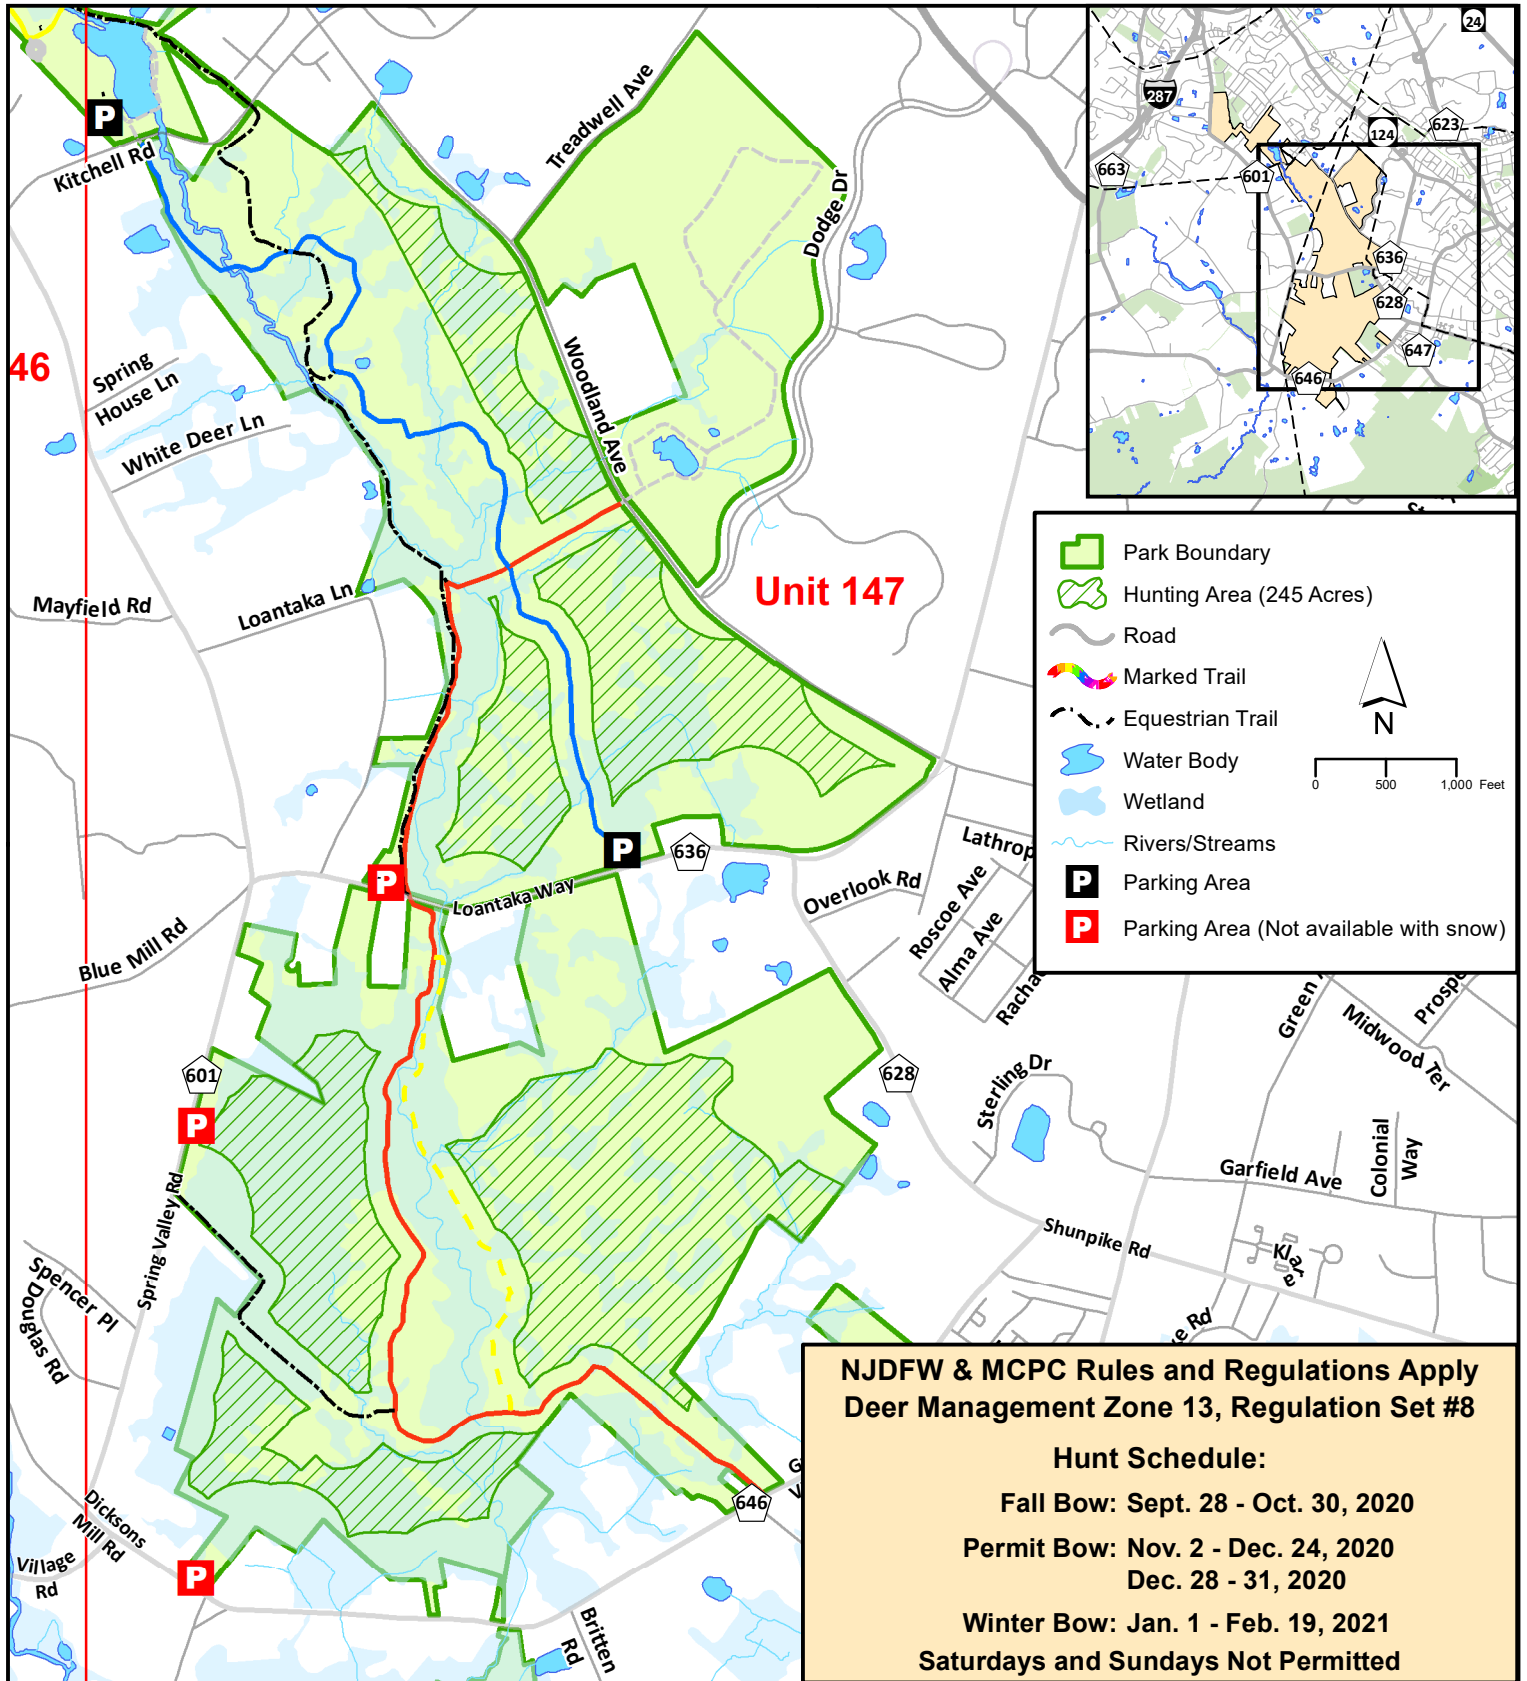 Treadwell Ave
Kitchell Rd
Dodge Dr
P
46
Spring
House Ln
White Deer Ln
Woodland Ave
Mayfield Rd
Loantaka Ln
Unit 147
P
P
636
Loantaka Way
Blue Mill Rd
Overlook Rd
Lathrop
Roscoe Ave
Alma Ave
Green
Midwood Ter
601
628
P
Sterling Dr
Colonial
Way
Garfield Ave
Spring Valley Rd
Shunpike Rd
Klara
Spencer Pl
Douglas Rd
Dicksons
Mill Rd
Village
Rd
P
646
Britten
Rd
24
287
124
623
663
601
636
628
647
646
Park Boundary
Hunting Area (245 Acres)
Road
Marked Trail
Equestrian Trail
Water Body
Wetland
Rivers/Streams
P Parking Area
P Parking Area (Not available with snow)
N
0 500 1,000 Feet
NJDFW & MCPC Rules and Regulations Apply
Deer Management Zone 13, Regulation Set #8
Hunt Schedule:
Fall Bow: Sept. 28 - Oct. 30, 2020
Permit Bow: Nov. 2 - Dec. 24, 2020
Dec. 28 - 31, 2020
Winter Bow: Jan. 1 - Feb. 19, 2021
Saturdays and Sundays Not Permitted